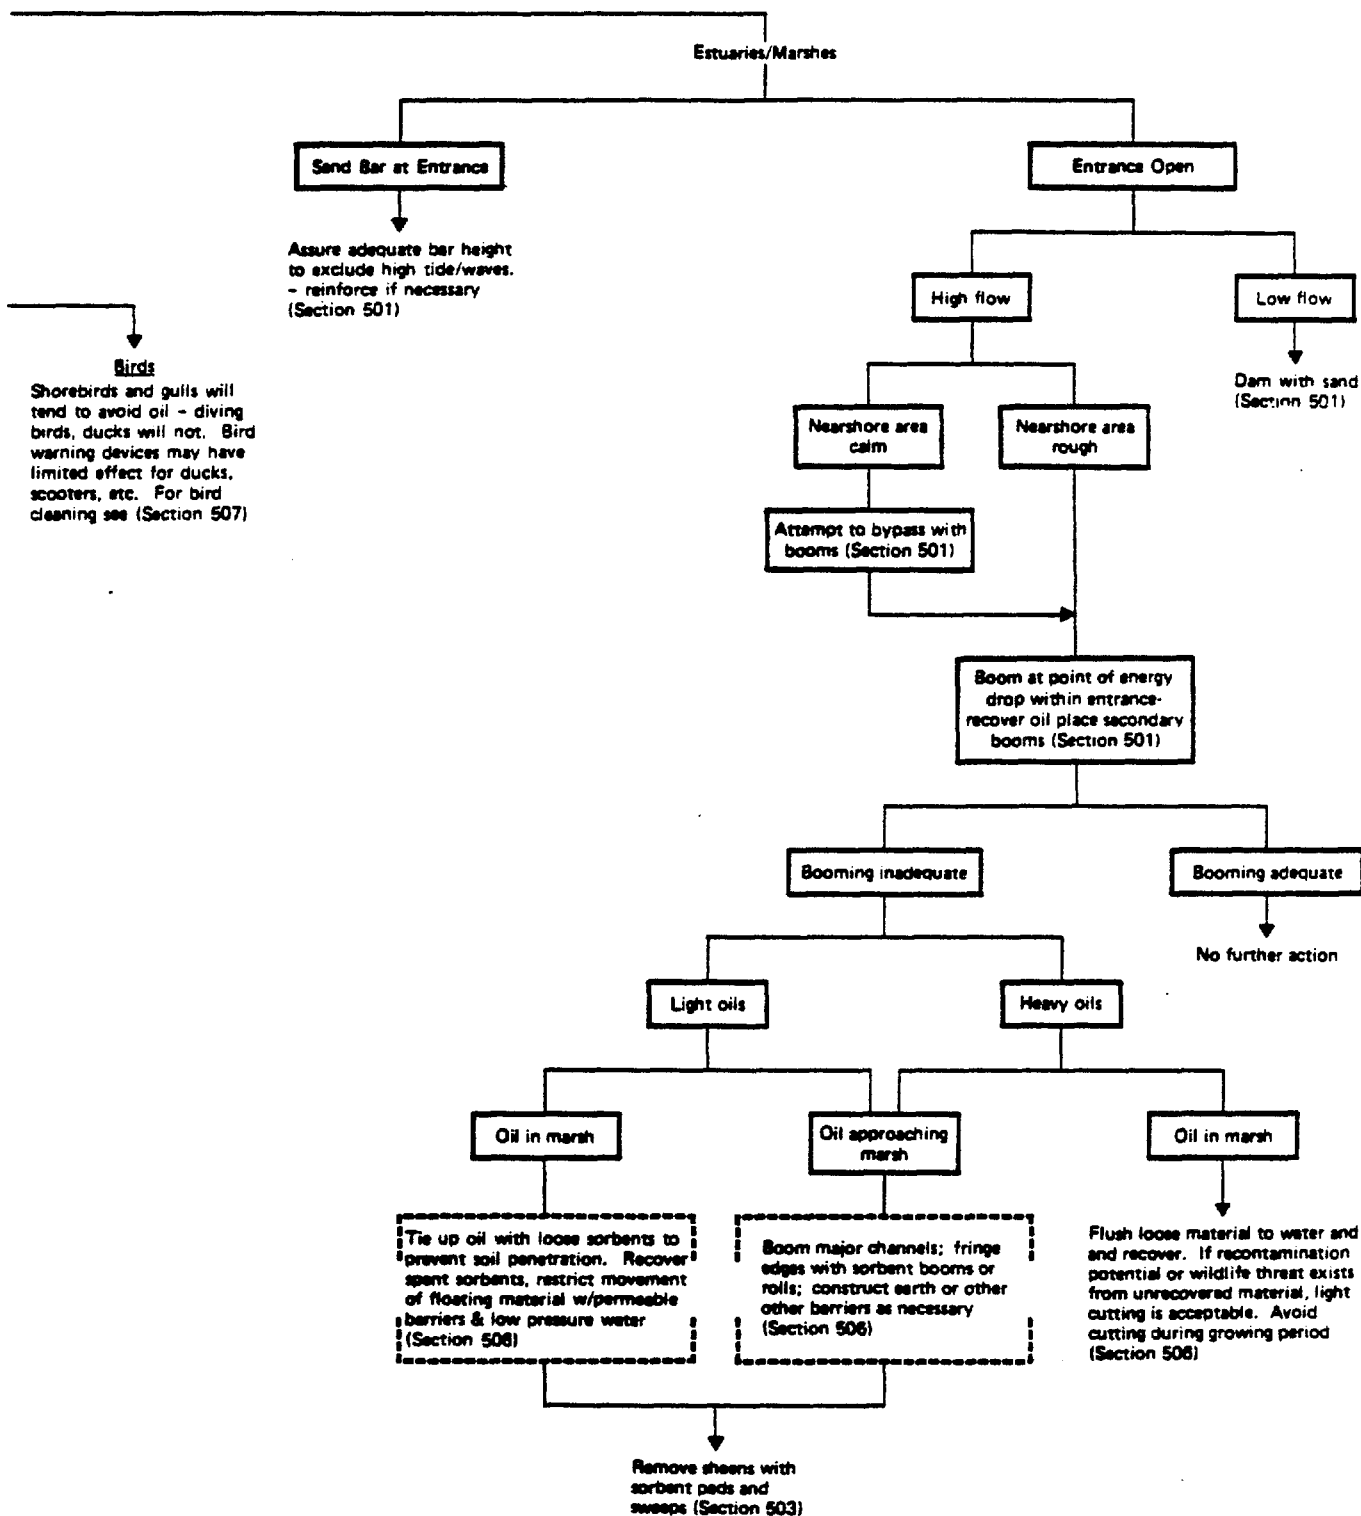 Estuaries/Marshes
Sand Bar at Entrance
Entrance Open
Assure adequate bar height
to exclude high tide/waves.
- reinforce if necessary
(Section 501)
High flow
Low flow
Birds
Shorebirds and gulls will
tend to avoid oil - diving
birds, ducks will not. Bird
warning devices may have
limited effect for ducks,
scooters, etc. For bird
cleaning see (Section 507)
Dam with sand
(Section 501)
Nearshore area
calm
Nearshore area
rough
Attempt to bypass with
booms (Section 501)
Boom at point of energy
drop within entrance-
recover oil place secondary
booms (Section 501)
Booming inadequate
Booming adequate
No further action
Light oils
Heavy oils
Oil in marsh
Oil approaching
marsh
Oil in marsh
Tie up oil with loose sorbents to
prevent soil penetration. Recover
spent sorbents, restrict movement
of floating material w/permeable
barriers & low pressure water
(Section 506)
Boom major channels; fringe
edges with sorbent booms or
rolls; construct earth or other
other barriers as necessary
(Section 506)
Flush loose material to water and
and recover. If recontamination
potential or wildlife threat exists
from unrecovered material, light
cutting is acceptable. Avoid
cutting during growing period
(Section 506)
Remove sheens with
sorbent pads and
sweeps (Section 503)